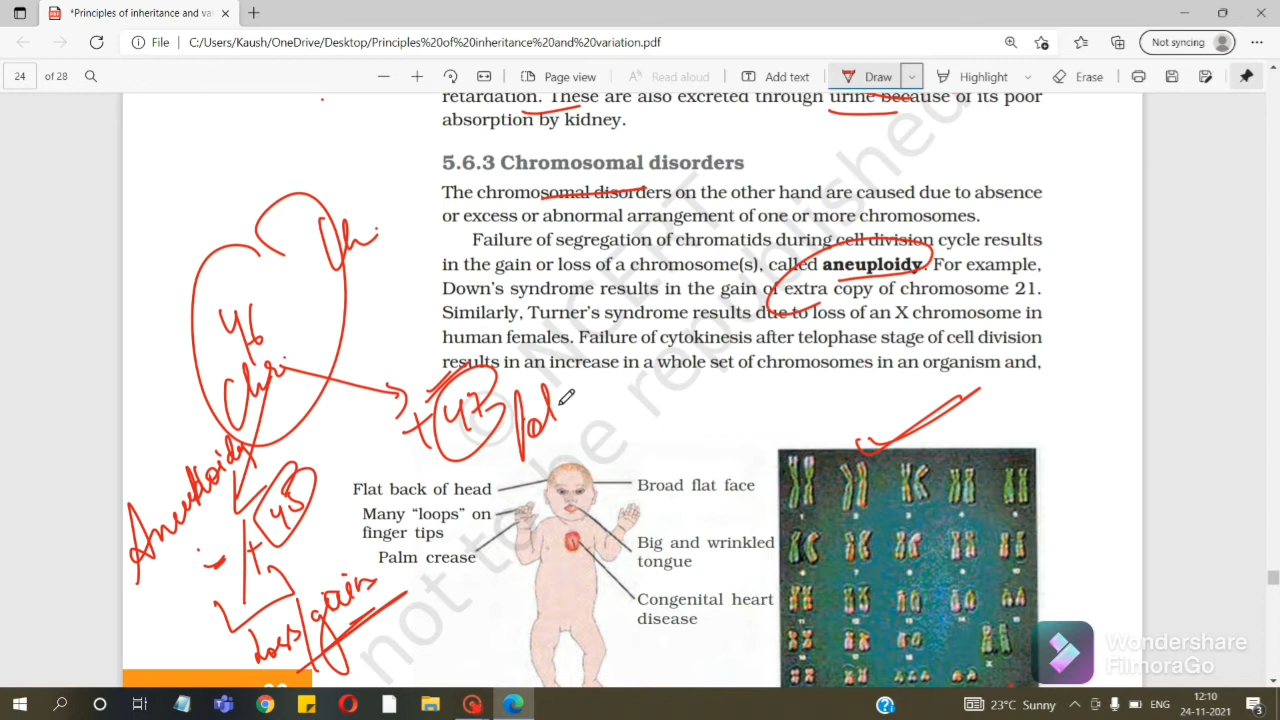 *Principles of inheritance and va
File
C:/Users/Kaush/OneDrive/Desktop/Principles%20of%20inheritance%20and%20variation.pdf
Not syncing
24 of 28
Page view
Read aloud
Add text
Draw
Highlight
Erase
retardation. These are also excreted through urine because of its poor
absorption by kidney.
5.6.3 Chromosomal disorders
The chromosomal disorders on the other hand are caused due to absence
or excess or abnormal arrangement of one or more chromosomes.
Failure of segregation of chromatids during cell division cycle results
in the gain or loss of a chromosome(s), called aneuploidy. For example,
Down's syndrome results in the gain of extra copy of chromosome 21.
Similarly, Turner's syndrome results due to loss of an X chromosome in
human females. Failure of cytokinesis after telophase stage of cell division
results in an increase in a whole set of chromosomes in an organism and,
© NCERT
not to be republished
46
+ 47
45
Aneuploidy
- +
Loss/gain
Flat back of head
Many "loops" on
finger tips
Palm crease
Broad flat face
Big and wrinkled
tongue
Congenital heart
disease
Wondershare
FilmoraGo
23°C Sunny
ENG
12:10
24-11-2021